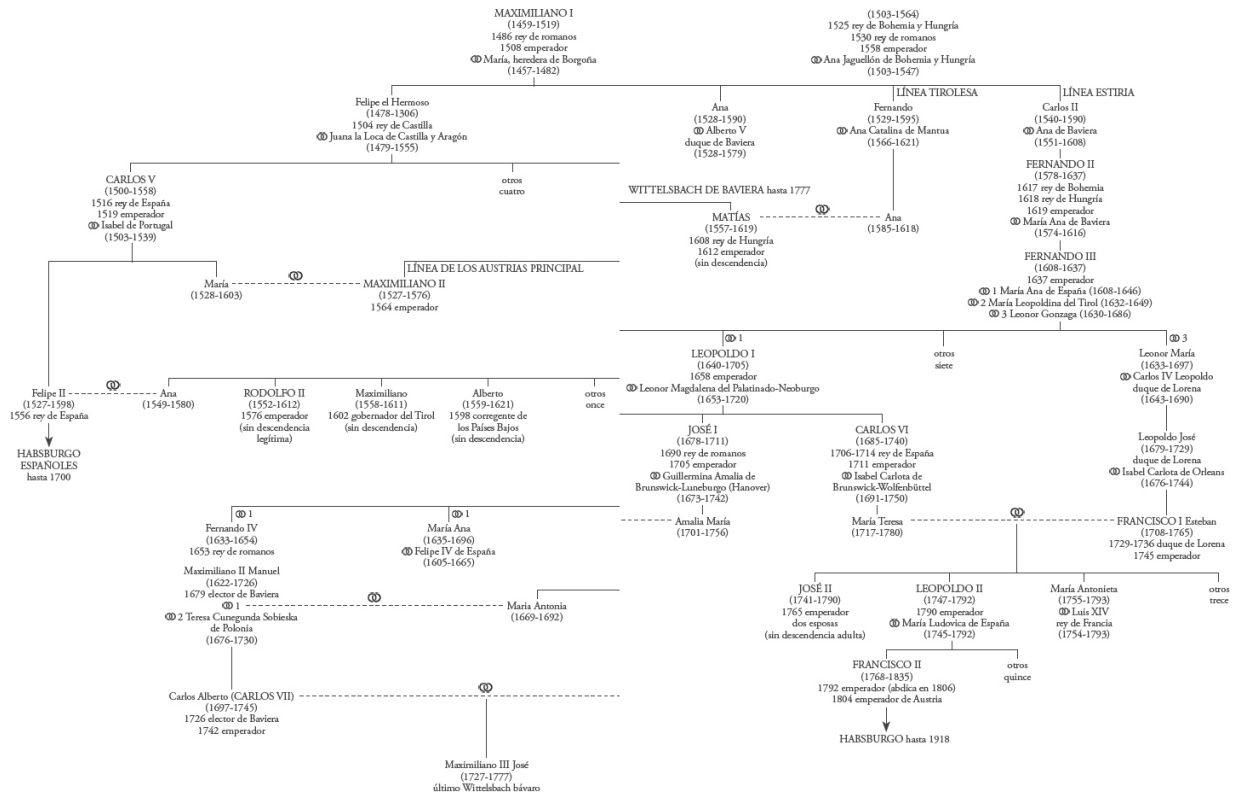 MAXIMILIANO I
(1459-1519)
1486 rey de romanos
1508 emperador
⚭ María, heredera de Borgoña
(1457-1482)
(1503-1564)
1525 rey de Bohemia y Hungría
1530 rey de romanos
1558 emperador
⚭ Ana Jaguellón de Bohemia y Hungría
(1503-1547)
Felipe el Hermoso
(1478-1306)
1504 rey de Castilla
⚭ Juana la Loca de Castilla y Aragón
(1479-1555)
Ana
(1528-1590)
⚭ Alberto V
duque de Baviera
(1528-1579)
LÍNEA TIROLESA
Fernando
(1529-1595)
⚭ Ana Catalina de Mantua
(1566-1621)
LÍNEA ESTIRIA
Carlos II
(1540-1590)
⚭ Ana de Baviera
(1551-1608)
CARLOS V
(1500-1558)
1516 rey de España
1519 emperador
⚭ Isabel de Portugal
(1503-1539)
otros
cuatro
WITTELSBACH DE BAVIERA hasta 1777
MATÍAS
(1557-1619)
1608 rey de Hungría
1612 emperador
(sin descendencia)
⚭
Ana
(1585-1618)
FERNANDO II
(1578-1637)
1617 rey de Bohemia
1618 rey de Hungría
1619 emperador
⚭ María Ana de Baviera
(1574-1616)
María
(1528-1603)
⚭
LÍNEA DE LOS AUSTRIAS PRINCIPAL
MAXIMILIANO II
(1527-1576)
1564 emperador
FERNANDO III
(1608-1637)
1637 emperador
⚭ 1 María Ana de España (1608-1646)
⚭ 2 María Leopoldina del Tirol (1632-1649)
⚭ 3 Leonor Gonzaga (1630-1686)
Felipe II
(1527-1598)
1556 rey de España
HABSBURGO
ESPAÑOLES
hasta 1700
⚭
Ana
(1549-1580)
RODOLFO II
(1552-1612)
1576 emperador
(sin descendencia
legítima)
Maximiliano
(1558-1611)
1602 gobernador del Tirol
(sin descendencia)
Alberto
(1559-1621)
1598 corregente de
los Países Bajos
(sin descendencia)
otros
once
⚭ 1
LEOPOLDO I
(1640-1705)
1658 emperador
⚭ Leonor Magdalena del Palatinado-Neoburgo
(1653-1720)
otros
siete
⚭ 3
Leonor María
(1633-1697)
⚭ Carlos IV Leopoldo
duque de Lorena
(1643-1690)
JOSÉ I
(1678-1711)
1690 rey de romanos
1705 emperador
⚭ Guillermina Amalia de
Brunswick-Luneburgo (Hanover)
(1673-1742)
CARLOS VI
(1685-1740)
1706-1714 rey de España
1711 emperador
⚭ Isabel Carlota de
Brunswick-Wolfenbüttel
(1691-1750)
Leopoldo José
(1679-1729)
duque de Lorena
⚭ Isabel Carlota de Orleans
(1676-1744)
⚭ 1
Fernando IV
(1633-1654)
1653 rey de romanos
⚭ 1
María Ana
(1635-1696)
⚭ Felipe IV de España
(1605-1665)
Amalia María
(1701-1756)
María Teresa
(1717-1780)
⚭
FRANCISCO I Esteban
(1708-1765)
1729-1736 duque de Lorena
1745 emperador
Maximiliano II Manuel
(1622-1726)
1679 elector de Baviera
⚭ 1
⚭ 2 Teresa Cunegunda Sobieska
de Polonia
(1676-1730)
⚭
Maria Antonia
(1669-1692)
JOSÉ II
(1741-1790)
1765 emperador
dos esposas
(sin descendencia adulta)
LEOPOLDO II
(1747-1792)
1790 emperador
⚭ María Ludovica de España
(1745-1792)
María Antonieta
(1755-1793)
⚭ Luis XIV
rey de Francia
(1754-1793)
otros
trece
Carlos Alberto (CARLOS VII)
(1697-1745)
1726 elector de Baviera
1742 emperador
⚭
FRANCISCO II
(1768-1835)
1792 emperador (abdica en 1806)
1804 emperador de Austria
otros
quince
HABSBURGO hasta 1918
Maximiliano III José
(1727-1777)
último Wittelsbach bávaro